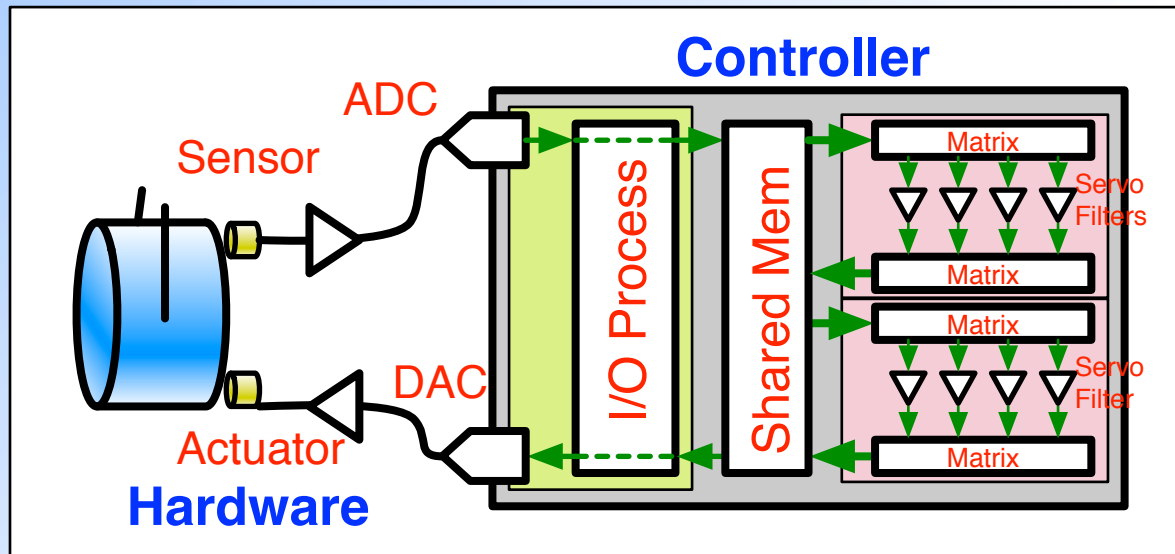 Controller
ADC
Sensor
I/O Process
Shared Mem
Matrix
Servo
Filters
Matrix
Matrix
Servo
Filter
Matrix
DAC
Actuator
Hardware